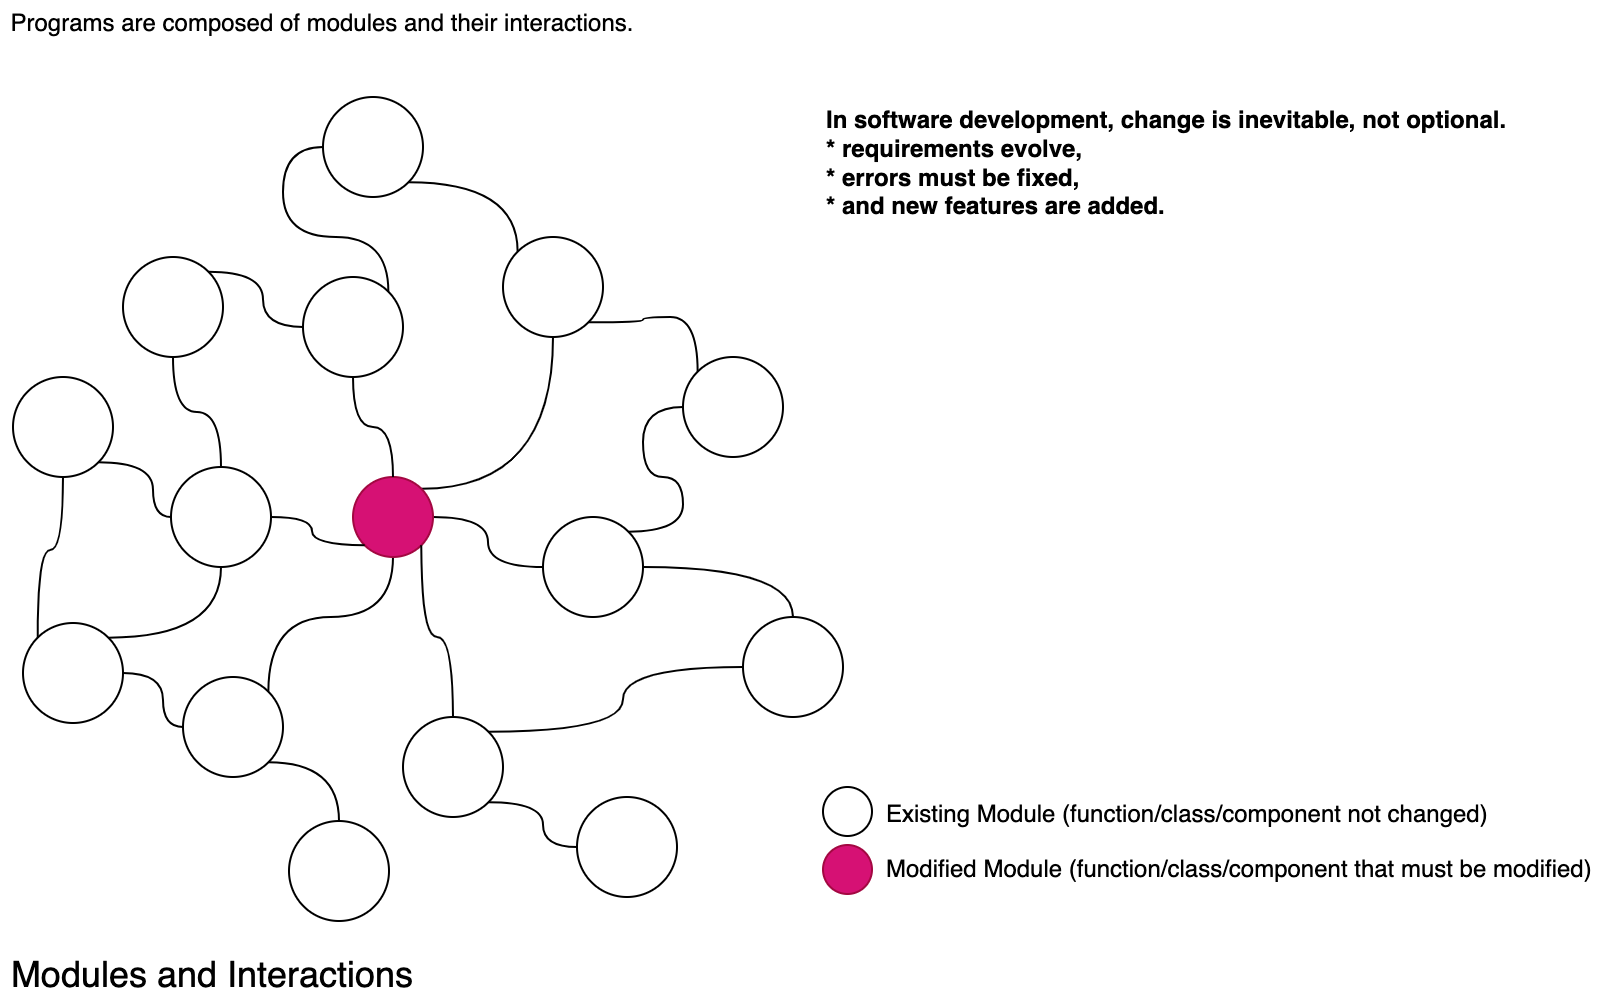 Programs are composed of modules and their interactions.
In software development, change is inevitable, not optional.
* requirements evolve,
* errors must be fixed,
* and new features are added.
Existing Module (function/class/component not changed)
Modified Module (function/class/component that must be modified)
Modules and Interactions